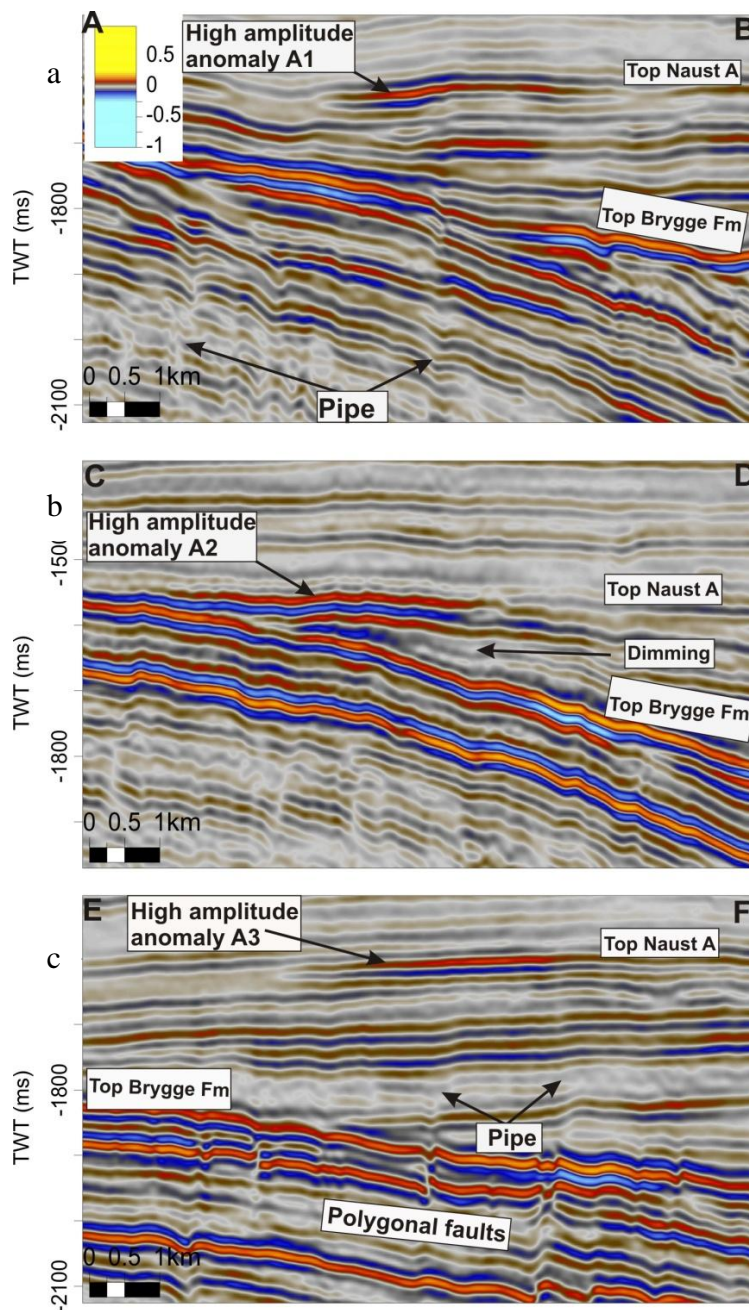 A
B
a
0.5
0
-0.5
-1
High amplitude
anomaly A1
Top Naust A
-1800
Top Brygge Fm
TWT (ms)
0 0.5 1km
Pipe
-2100
C
D
b
High amplitude
anomaly A2
-1500
Top Naust A
Dimming
TWT (ms)
Top Brygge Fm
-1800
0 0.5 1km
E
F
High amplitude
anomaly A3
Top Naust A
c
-1800
Top Brygge Fm
TWT (ms)
Pipe
Polygonal faults
0 0.5 1km
-2100